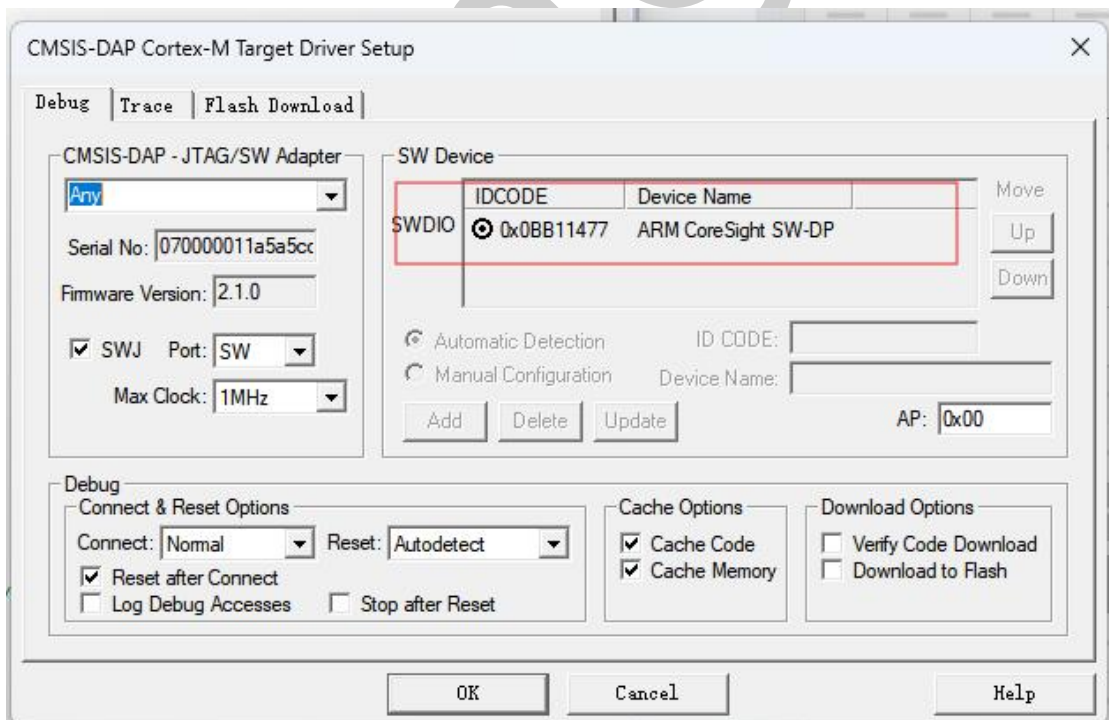 CMSIS-DAP Cortex-M Target Driver Setup
Debug Trace Flash Download
CMSIS-DAP - JTAG/SW Adapter
Any
Serial No: 070000011a5a5cc
Firmware Version: 2.1.0
SWJ Port: SW
Max Clock: 1MHz
SW Device
IDCODE Device Name
SWDIO 0x0BB11477 ARM CoreSight SW-DP
Move
Up
Down
Automatic Detection ID CODE:
Manual Configuration Device Name:
Add Delete Update AP: 0x00
Debug
Connect & Reset Options
Connect: Normal Reset: Autodetect
Reset after Connect
Log Debug Accesses Stop after Reset
Cache Options
Cache Code
Cache Memory
Download Options
Verify Code Download
Download to Flash
OK Cancel Help